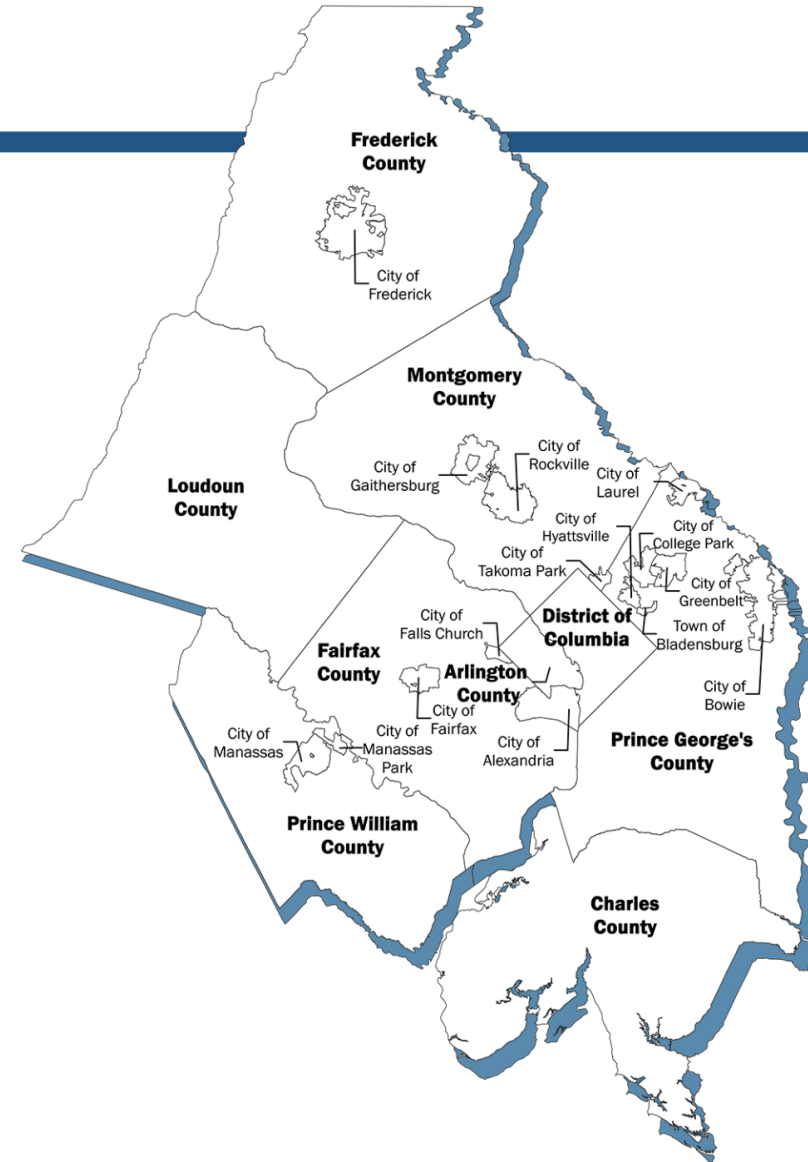 Frederick
County
City of
Frederick
Montgomery
County
City of
Rockville
City of
Gaithersburg
City of
Laurel
Loudoun
County
City of
Hyattsville
City of
College Park
City of
Takoma Park
City of
Greenbelt
City of
Falls Church
District of
Columbia
Town of
Bladensburg
Fairfax
County
Arlington
County
City of
Bowie
City of
Fairfax
City of
Manassas
City of
Manassas
Park
City of
Alexandria
Prince George's
County
Prince William
County
Charles
County